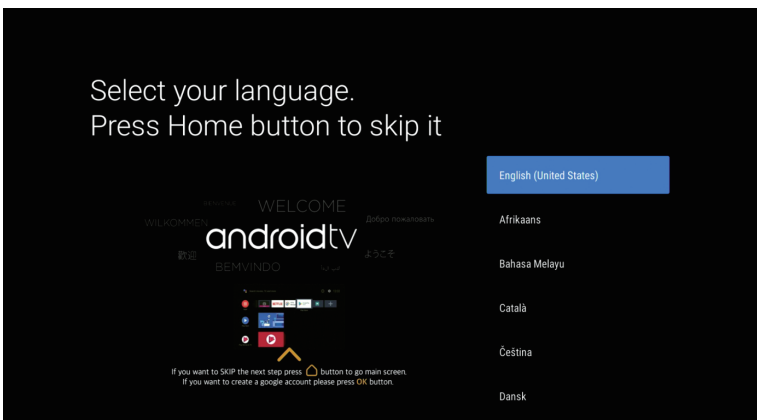 Select your language.
Press Home button to skip it
English (United States)
WELCOME
WILKOMMEN
Добро пожаловать
androidtv
Afrikaans
歓迎
ようこそ
BEMVINDO
Bahasa Melayu
Català
Čeština
If you want to SKIP the next step press button to go main screen.
If you want to create a google account please press OK button.
Dansk